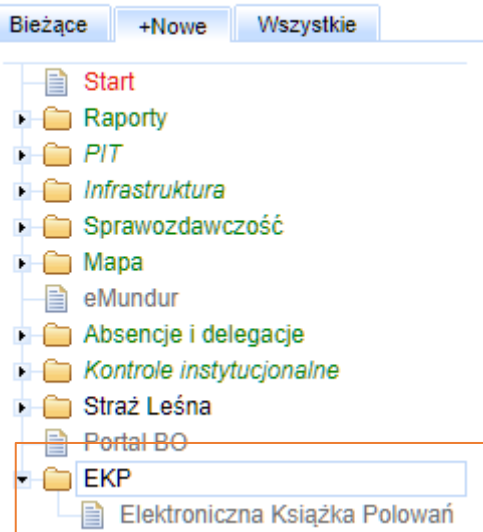 Bieżące +Nowe Wszystkie
Start
Raporty
PIT
Infrastruktura
Sprawozdawczość
Mapa
eMundur
Absencje i delegacje
Kontrole instytucjonalne
Straż Leśna
Portal BO
EKP
Elektroniczna Książka Polowań